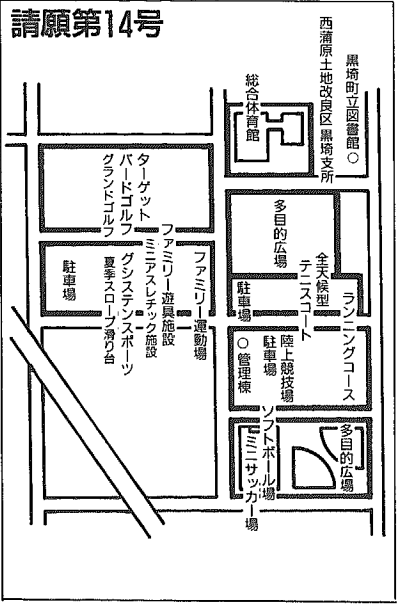 請願第14号
黒埼町立図書館
西蒲原土地改良区 黒埼支所
総合体育館
多目的広場
全天候型
テニスコート
ランニングコース
駐車場
陸上競技場
駐車場
管理棟
多目的広場
ソフトボール場
ミニサッカー場
ターゲット
バードゴルフ
グランドゴルフ
ファミリー運動場
ファミリー遊具施設
ミニアスレチック施設
グシステンスポーツ
夏季スロープ滑り台
駐車場